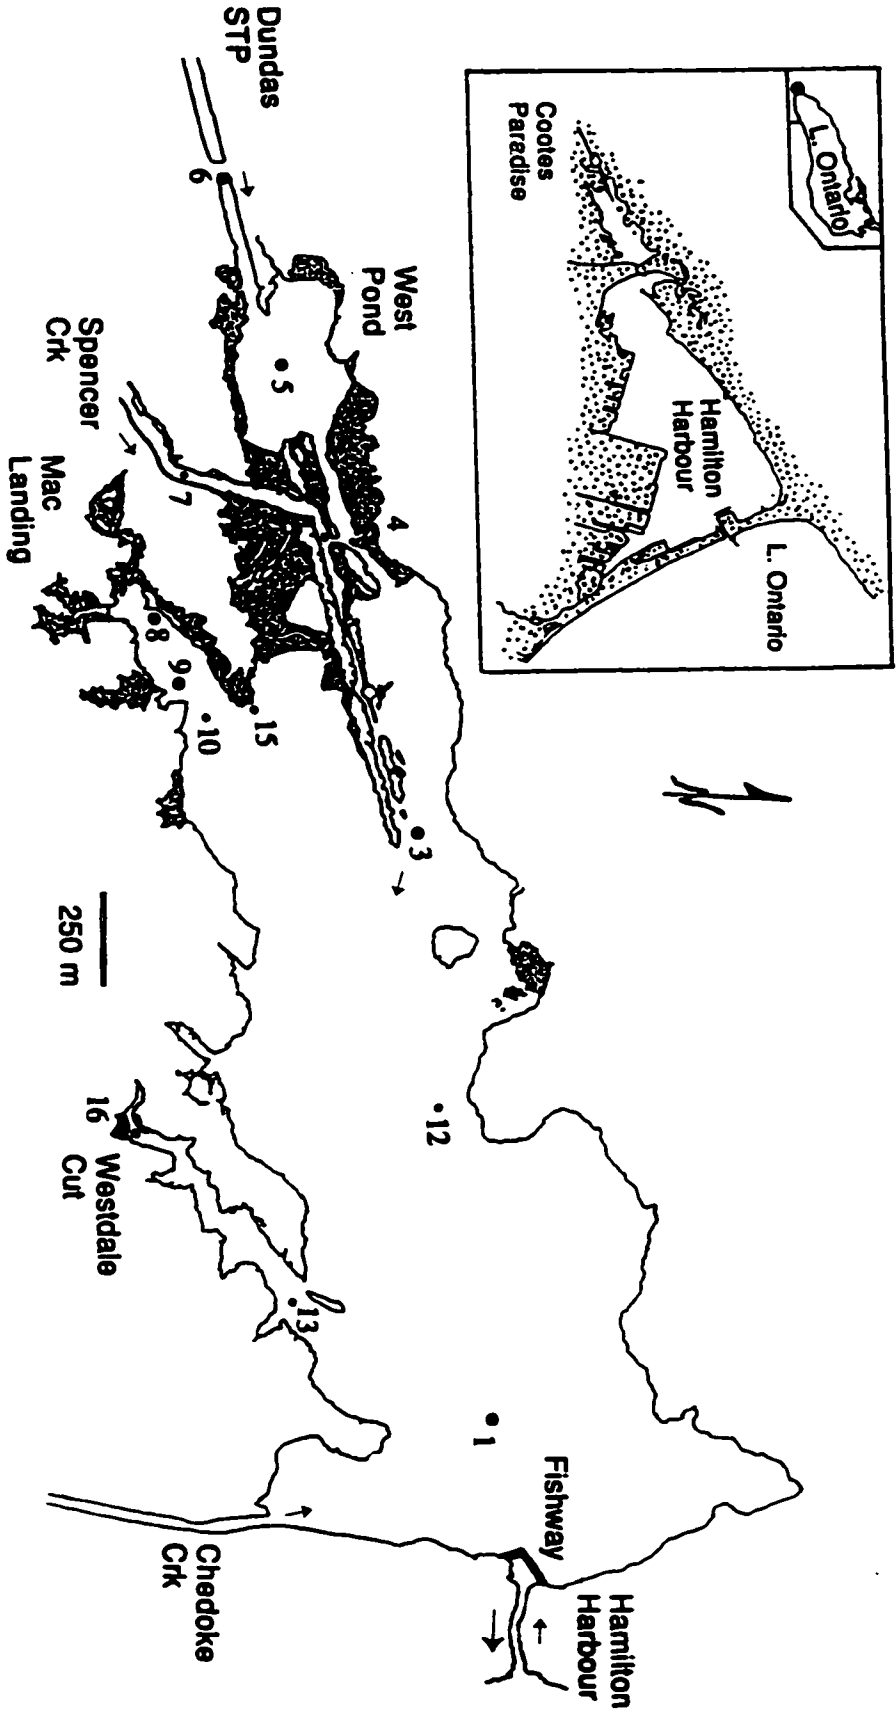 L. Ontario
Cootes
Paradise
Hamilton
Harbour
L. Ontario
Dundas
STP
6
West
Pond
5
Spencer
Crk
7
4
Mac
Landing
8
9
10
15
3
250 m
12
16
Westdale
Cut
13
1
Fishway
Hamilton
Harbour
Chedoke
Crk
N